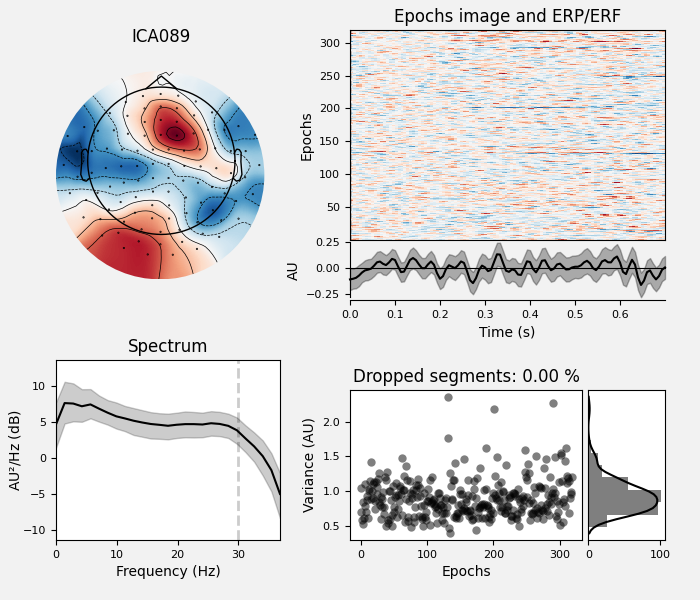 ICA089
Epochs image and ERP/ERF
Epochs
300
250
200
150
100
50
AU
0.25
0.00
−0.25
0.0 0.1 0.2 0.3 0.4 0.5 0.6
Time (s)
Spectrum
AU²/Hz (dB)
10
5
0
−5
−10
0 10 20 30
Frequency (Hz)
Dropped segments: 0.00 %
Variance (AU)
2.0
1.5
1.0
0.5
0 100 200 300
Epochs
0 100